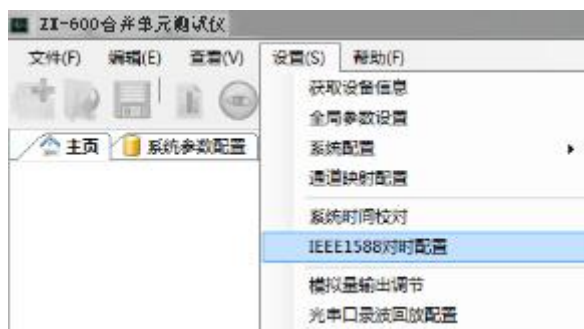 ZI-600合并单元测试仪
文件(F) 编辑(E) 查看(V) 设置(S) 帮助(F)
获取设备信息
全局参数设置
主页 系统参数配置
系统配置
通道映射配置
系统时间校对
IEEE1588对时配置
模拟量输出调节
光串口录波回放配置